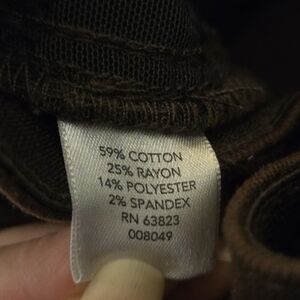 59% COTTON
25% RAYON
14% POLYESTER
2% SPANDEX
RN 63823
008049